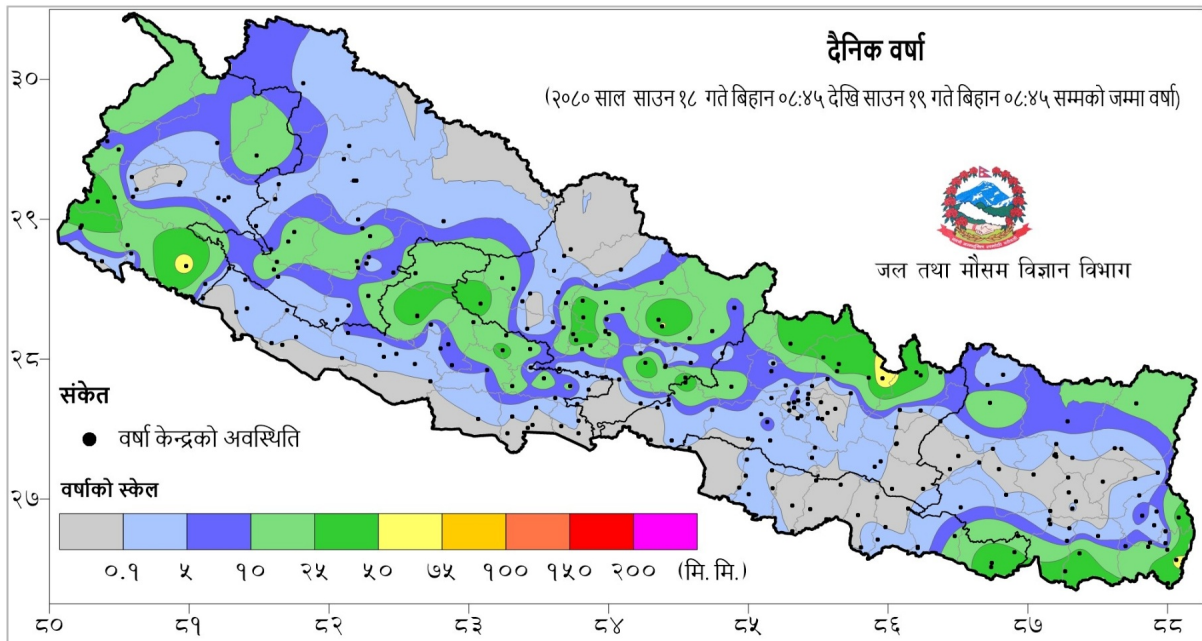 दैनिक वर्षा
(२०८० साल साउन १८ गते बिहान ०८:४५ देखि साउन १९ गते बिहान ०८:४५ सम्मको जम्मा वर्षा)
जल तथा मौसम विज्ञान विभाग
३०
२९
२८
२७
संकेत
वर्षा केन्द्रको अवस्थिति
वर्षाको स्केल
०.१ ५ १० २५ ५० ७५ १०० १५० २०० (मि. मि.)
८० ८१ ८२ ८३ ८४ ८५ ८६ ८७ ८८